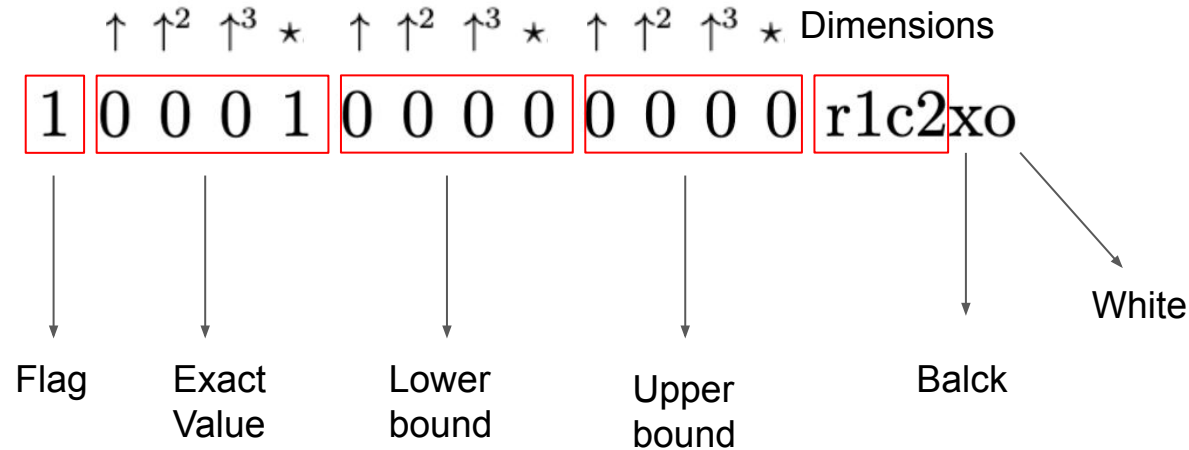 ↑ ↑² ↑³ ⋆ ↑ ↑² ↑³ ⋆ ↑ ↑² ↑³ ⋆ Dimensions
1 0 0 0 1 0 0 0 0 0 0 0 0 r1c2xo
White
Flag Exact Value Lower bound Upper bound Balck